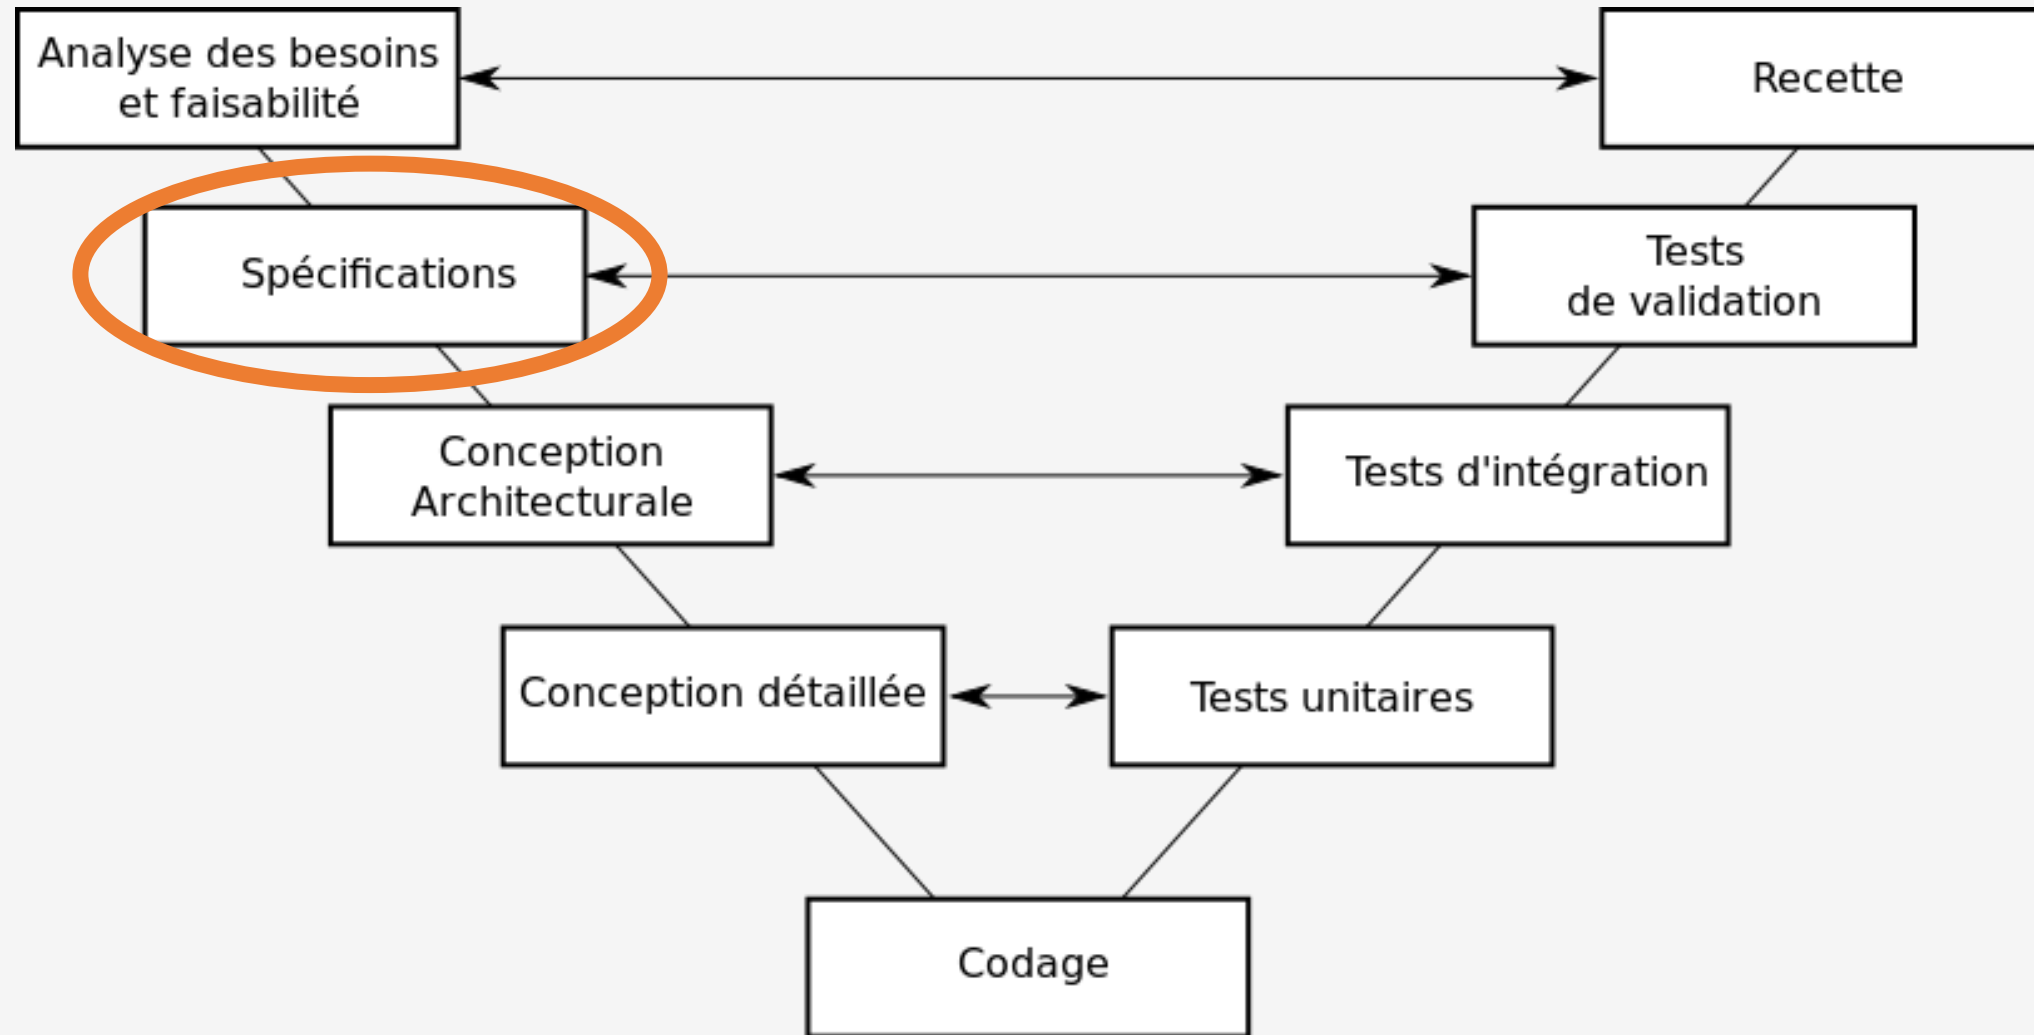 Analyse des besoins
et faisabilité
Recette
Spécifications
Tests
de validation
Conception
Architecturale
Tests d'intégration
Conception détaillée
Tests unitaires
Codage